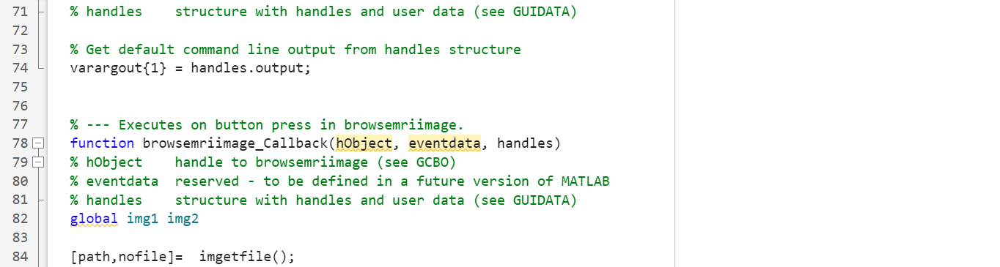 71 % handles    structure with handles and user data (see GUIDATA)
72
73 % Get default command line output from handles structure
74 varargout{1} = handles.output;
75
76
77 % --- Executes on button press in browsemriimage.
78 function browsemriimage_Callback(hObject, eventdata, handles)
79 % hObject    handle to browsemriimage (see GCBO)
80 % eventdata  reserved - to be defined in a future version of MATLAB
81 % handles    structure with handles and user data (see GUIDATA)
82 global img1 img2
83
84 [path,nofile]=  imgetfile();